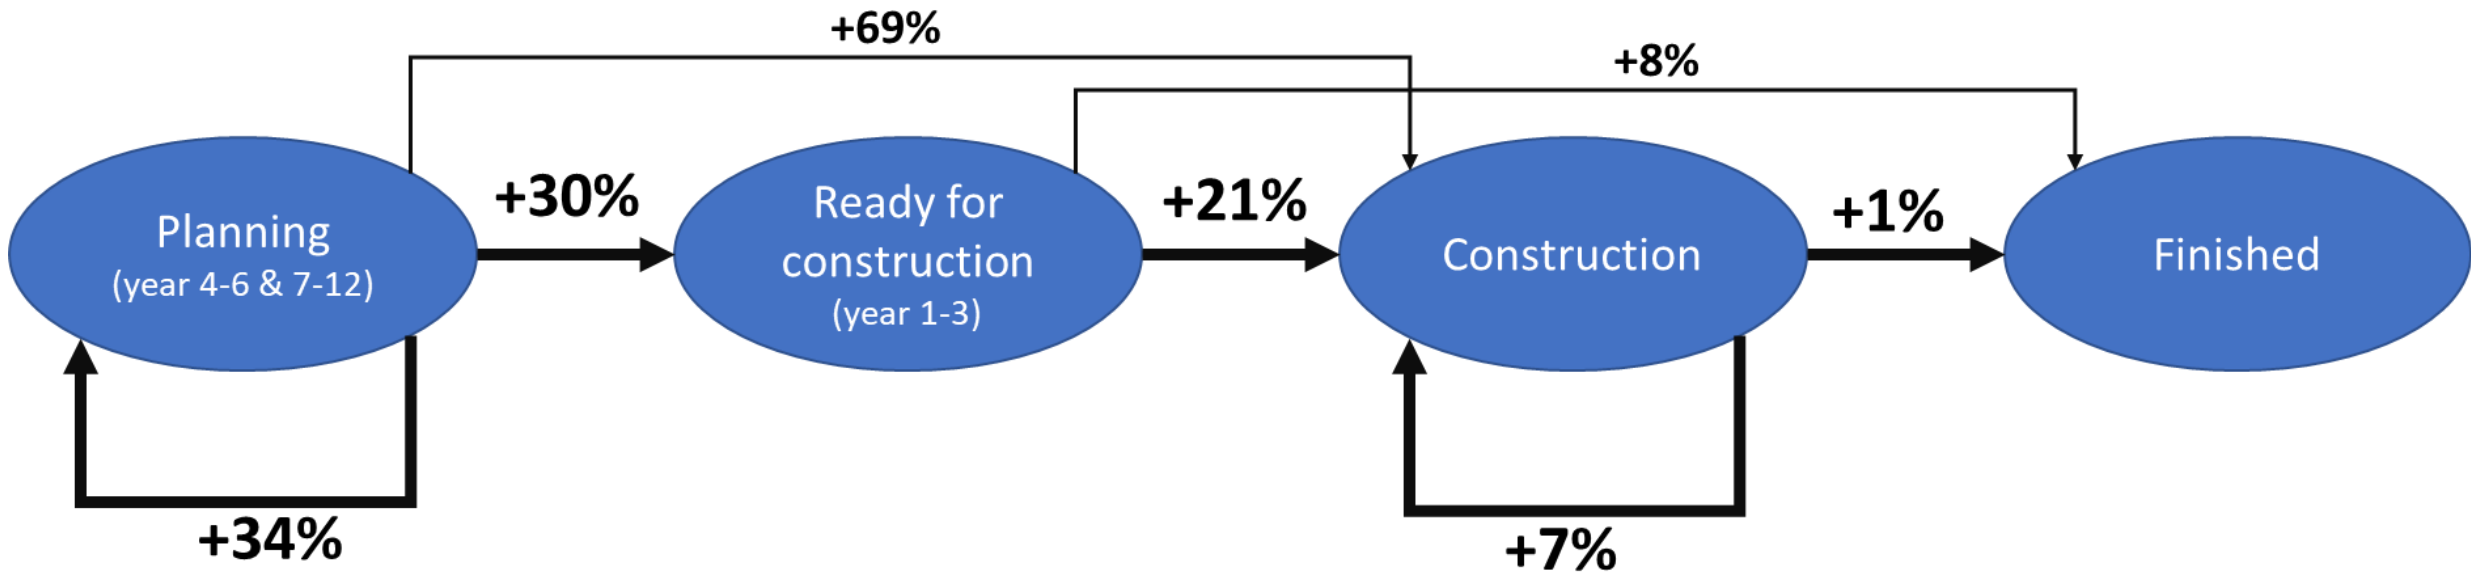 +69%
+8%
+30%
+21%
+1%
Planning
(year 4-6 & 7-12)
Ready for
construction
(year 1-3)
Construction
Finished
+34%
+7%